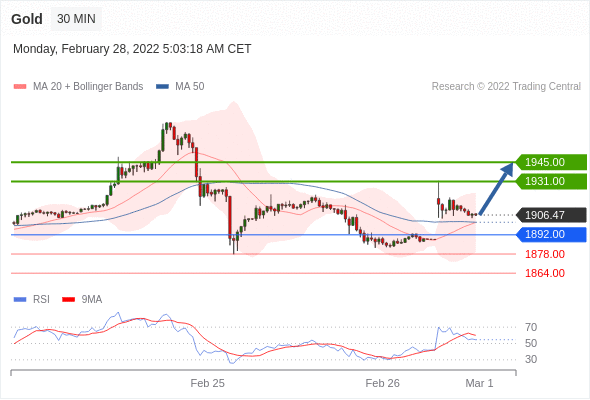 Gold 30 MIN
Monday, February 28, 2022 5:03:18 AM CET
MA 20 + Bollinger Bands MA 50 Research © 2022 Trading Central
1945.00
1931.00
1906.47
1892.00
1878.00
1864.00
RSI 9MA
70
50
30
Feb 25 Feb 26 Mar 1